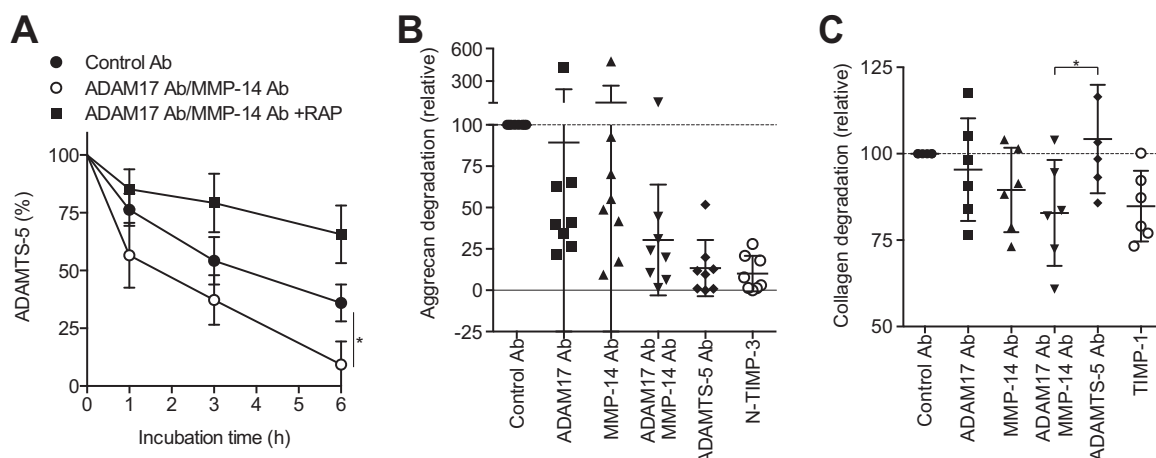 A
Control Ab
ADAM17 Ab/MMP-14 Ab
ADAM17 Ab/MMP-14 Ab +RAP
ADAMTS-5 (%)
100
75
50
25
0
0
1
2
3
4
5
6
*
Incubation time (h)
B
Aggrecan degradation (relative)
600
300
100
75
50
25
0
-25
Control Ab
ADAM17 Ab
MMP-14 Ab
ADAM17 Ab
MMP-14 Ab
ADAMTS-5 Ab
N-TIMP-3
C
Collagen degradation (relative)
125
100
75
50
*
Control Ab
ADAM17 Ab
MMP-14 Ab
ADAM17 Ab
MMP-14 Ab
ADAMTS-5 Ab
TIMP-1